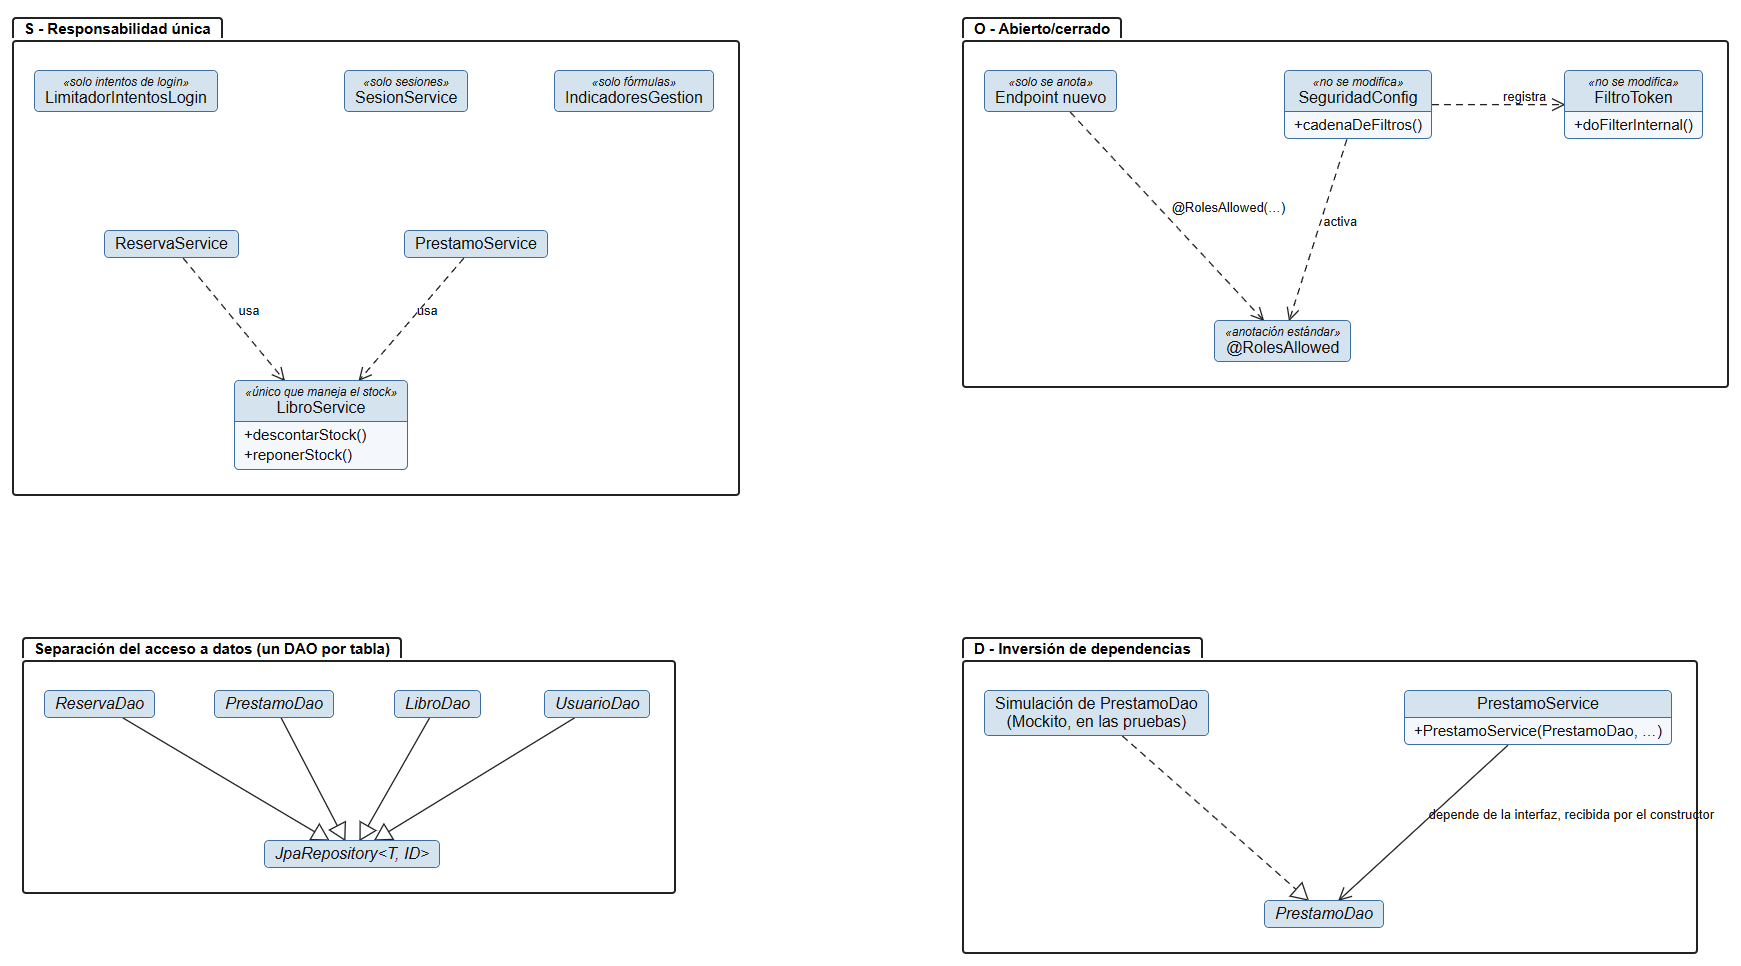 S - Responsabilidad única
«solo intentos de login»
LimitadorIntentosLogin
«solo sesiones»
SesionService
«solo fórmulas»
IndicadoresGestion
ReservaService
PrestamoService
usa
usa
«único que maneja el stock»
LibroService
+descontarStock()
+reponerStock()
O - Abierto/cerrado
«solo se anota»
Endpoint nuevo
«no se modifica»
SeguridadConfig
+cadenaDeFiltros()
registra
«no se modifica»
FiltroToken
+doFilterInternal()
@RolesAllowed(...)
activa
«anotación estándar»
@RolesAllowed
Separación del acceso a datos (un DAO por tabla)
ReservaDao
PrestamoDao
LibroDao
UsuarioDao
JpaRepository<T, ID>
D - Inversión de dependencias
Simulación de PrestamoDao
(Mockito, en las pruebas)
PrestamoService
+PrestamoService(PrestamoDao, ...)
depende de la interfaz, recibida por el constructor
PrestamoDao